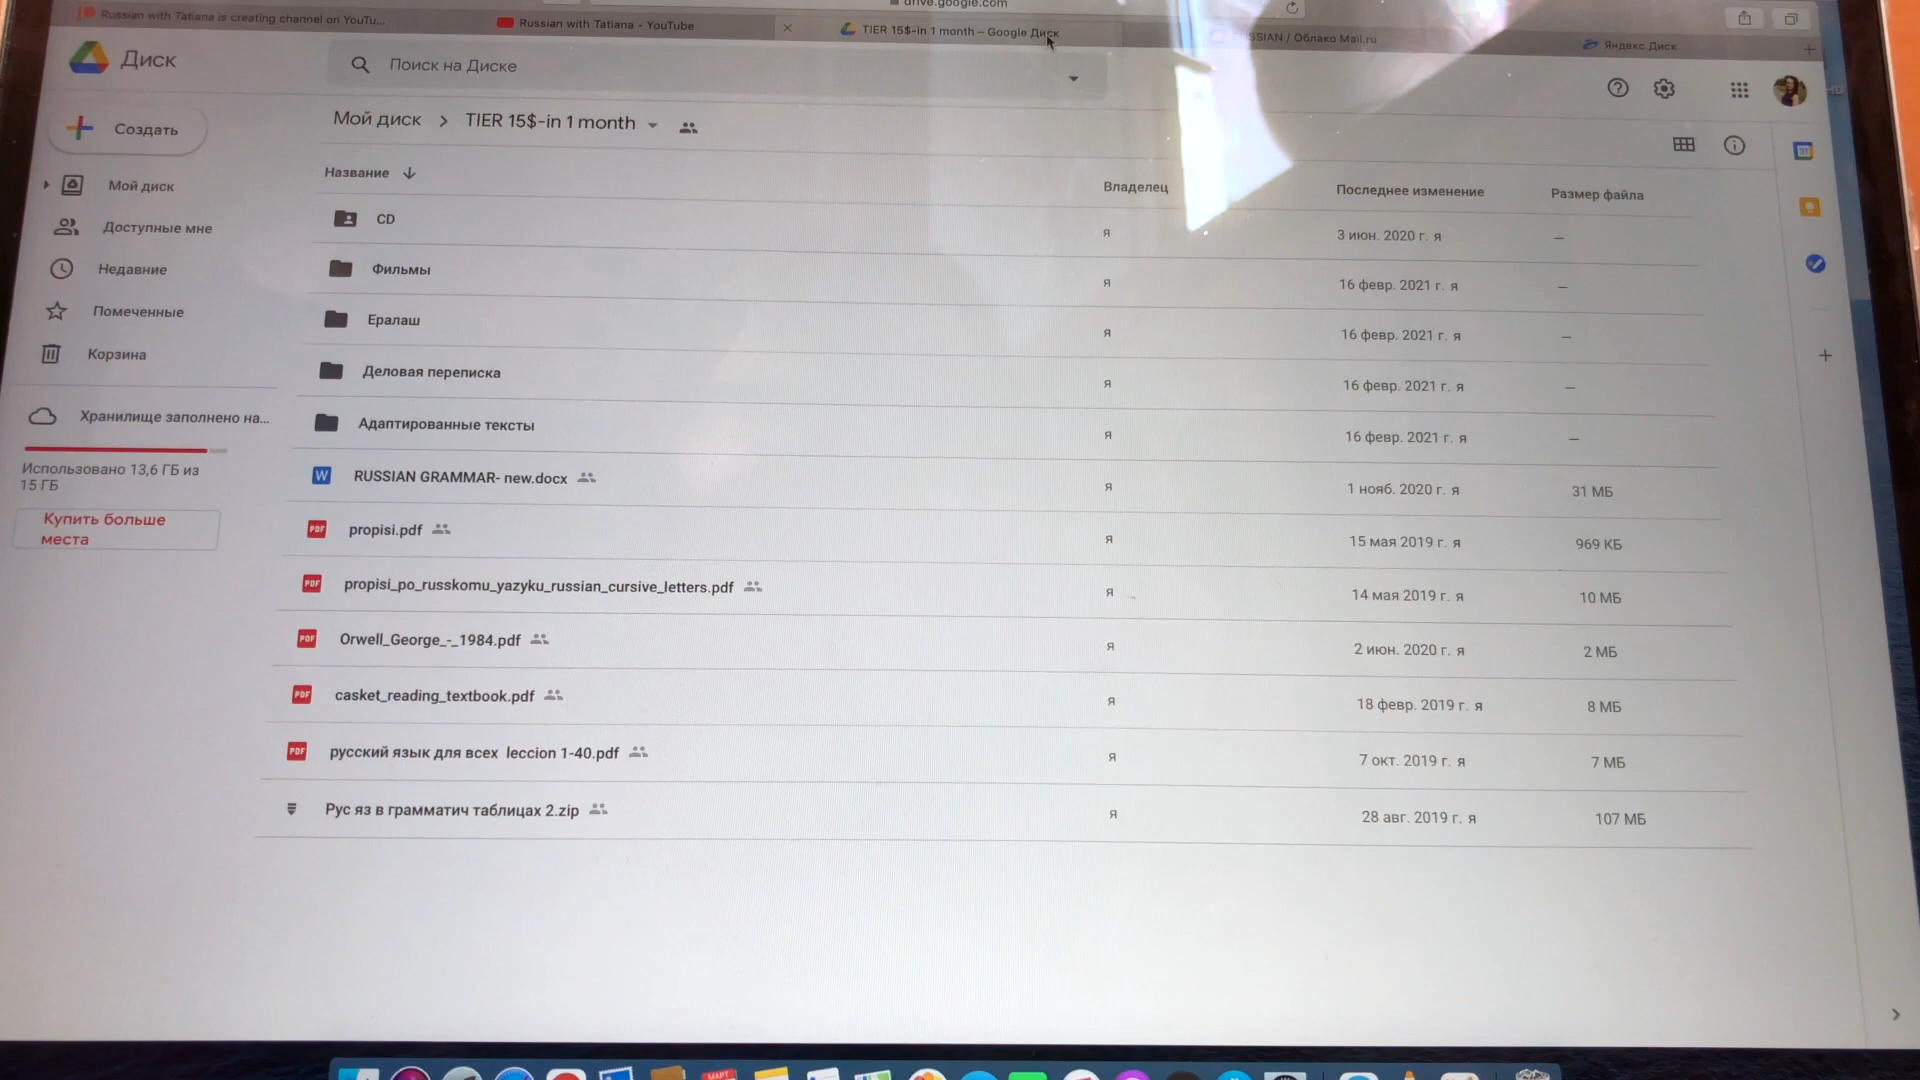 drive.google.com
Russian with Tatiana is creating channel on YouTu...
Russian with Tatiana - YouTube
TIER 15$-in 1 month – Google Диск
SSIAN / Облако Mail.ru
Яндекс.Диск
Диск
Поиск на Диске
Создать
Мой диск
Доступные мне
Недавние
Помеченные
Корзина
Хранилище заполнено на...
Использовано 13,6 ГБ из
15 ГБ
Купить больше
места
Мой диск > TIER 15$-in 1 month
Название Владелец Последнее изменение Размер файла
CD я 3 июн. 2020 г. я –
Фильмы я 16 февр. 2021 г. я –
Ералаш я 16 февр. 2021 г. я –
Деловая переписка я 16 февр. 2021 г. я –
Адаптированные тексты я 16 февр. 2021 г. я –
W RUSSIAN GRAMMAR- new.docx я 1 нояб. 2020 г. я 31 МБ
PDF propisi.pdf я 15 мая 2019 г. я 969 КБ
PDF propisi_po_russkomu_yazyku_russian_cursive_letters.pdf я 14 мая 2019 г. я 10 МБ
PDF Orwell_George_-_1984.pdf я 2 июн. 2020 г. я 2 МБ
PDF casket_reading_textbook.pdf я 18 февр. 2019 г. я 8 МБ
PDF русский язык для всех leccion 1-40.pdf я 7 окт. 2019 г. я 7 МБ
Рус яз в грамматич таблицах 2.zip я 28 авг. 2019 г. я 107 МБ
31
МАРТ